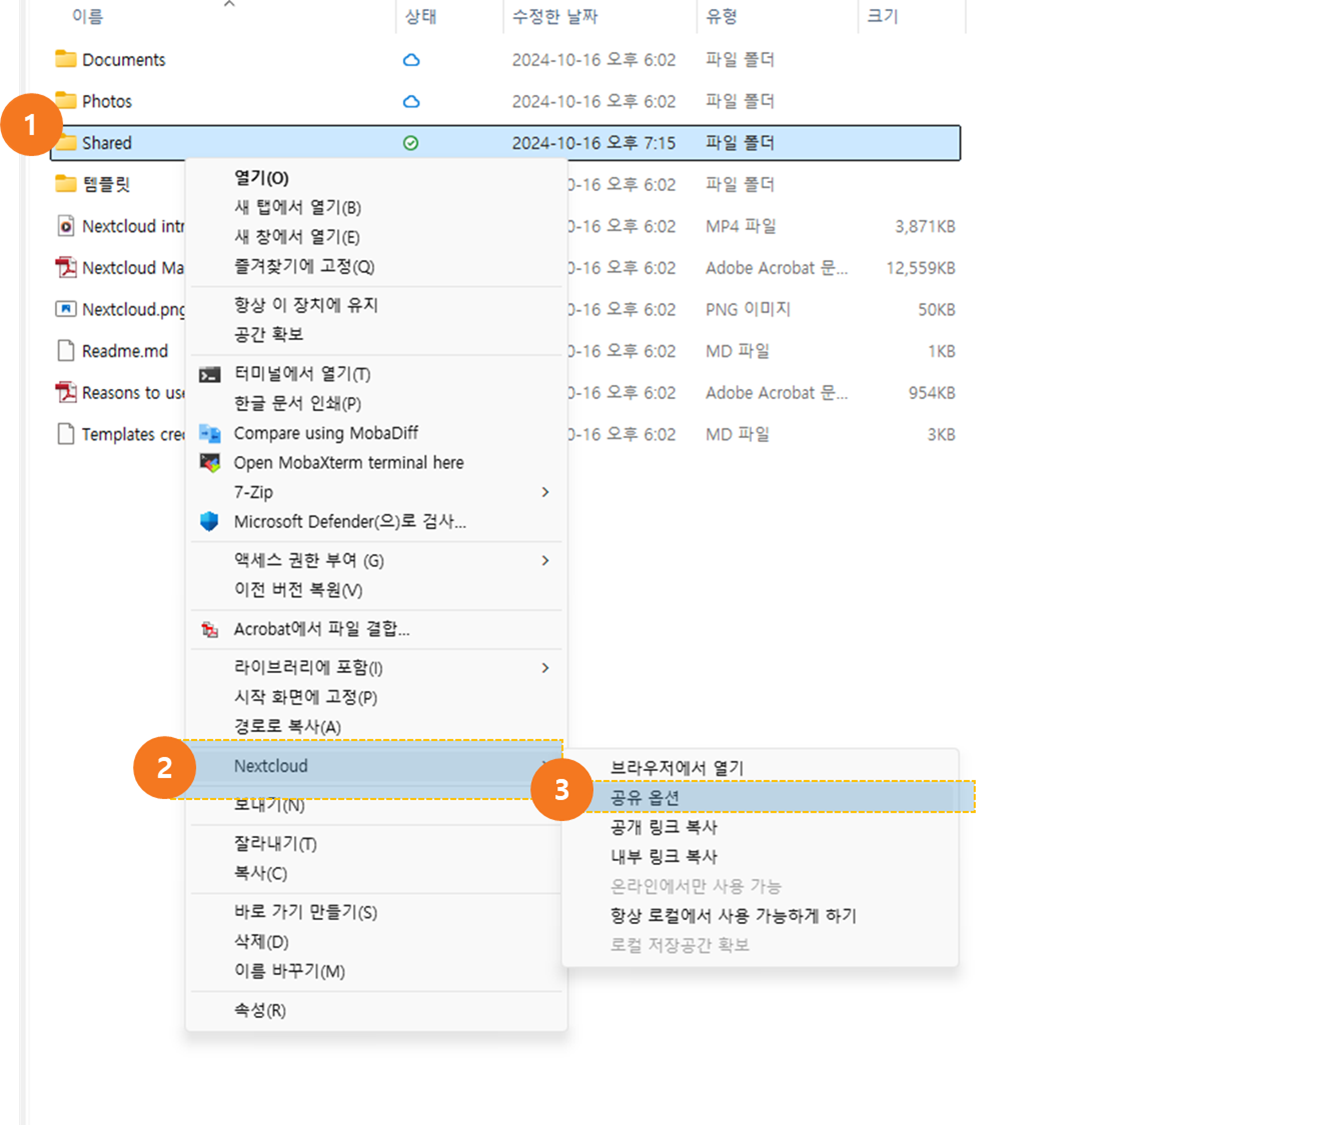 이름 상태 수정한 날짜 유형 크기
Documents 2024-10-16 오후 6:02 파일 폴더
Photos 2024-10-16 오후 6:02 파일 폴더
1
Shared 2024-10-16 오후 7:15 파일 폴더
템플릿 0-16 오후 6:02 파일 폴더
Nextcloud intr 0-16 오후 6:02 MP4 파일 3,871KB
Nextcloud Ma 0-16 오후 6:02 Adobe Acrobat 문... 12,559KB
Nextcloud.png 0-16 오후 6:02 PNG 이미지 50KB
Readme.md 0-16 오후 6:02 MD 파일 1KB
Reasons to use 0-16 오후 6:02 Adobe Acrobat 문... 954KB
Templates cred 0-16 오후 6:02 MD 파일 3KB
열기(O)
새 탭에서 열기(B)
새 창에서 열기(E)
즐겨찾기에 고정(Q)
항상 이 장치에 유지
공간 확보
터미널에서 열기(T)
한글 문서 인쇄(P)
Compare using MobaDiff
Open MobaXterm terminal here
7-Zip
Microsoft Defender(으)로 검사...
액세스 권한 부여 (G)
이전 버전 복원(V)
Acrobat에서 파일 결합...
라이브러리에 포함(I)
시작 화면에 고정(P)
경로로 복사(A)
2
Nextcloud
보내기(N)
잘라내기(T)
복사(C)
바로 가기 만들기(S)
삭제(D)
이름 바꾸기(M)
속성(R)
브라우저에서 열기
3
공유 옵션
공개 링크 복사
내부 링크 복사
온라인에서만 사용 가능
항상 로컬에서 사용 가능하게 하기
로컬 저장공간 확보